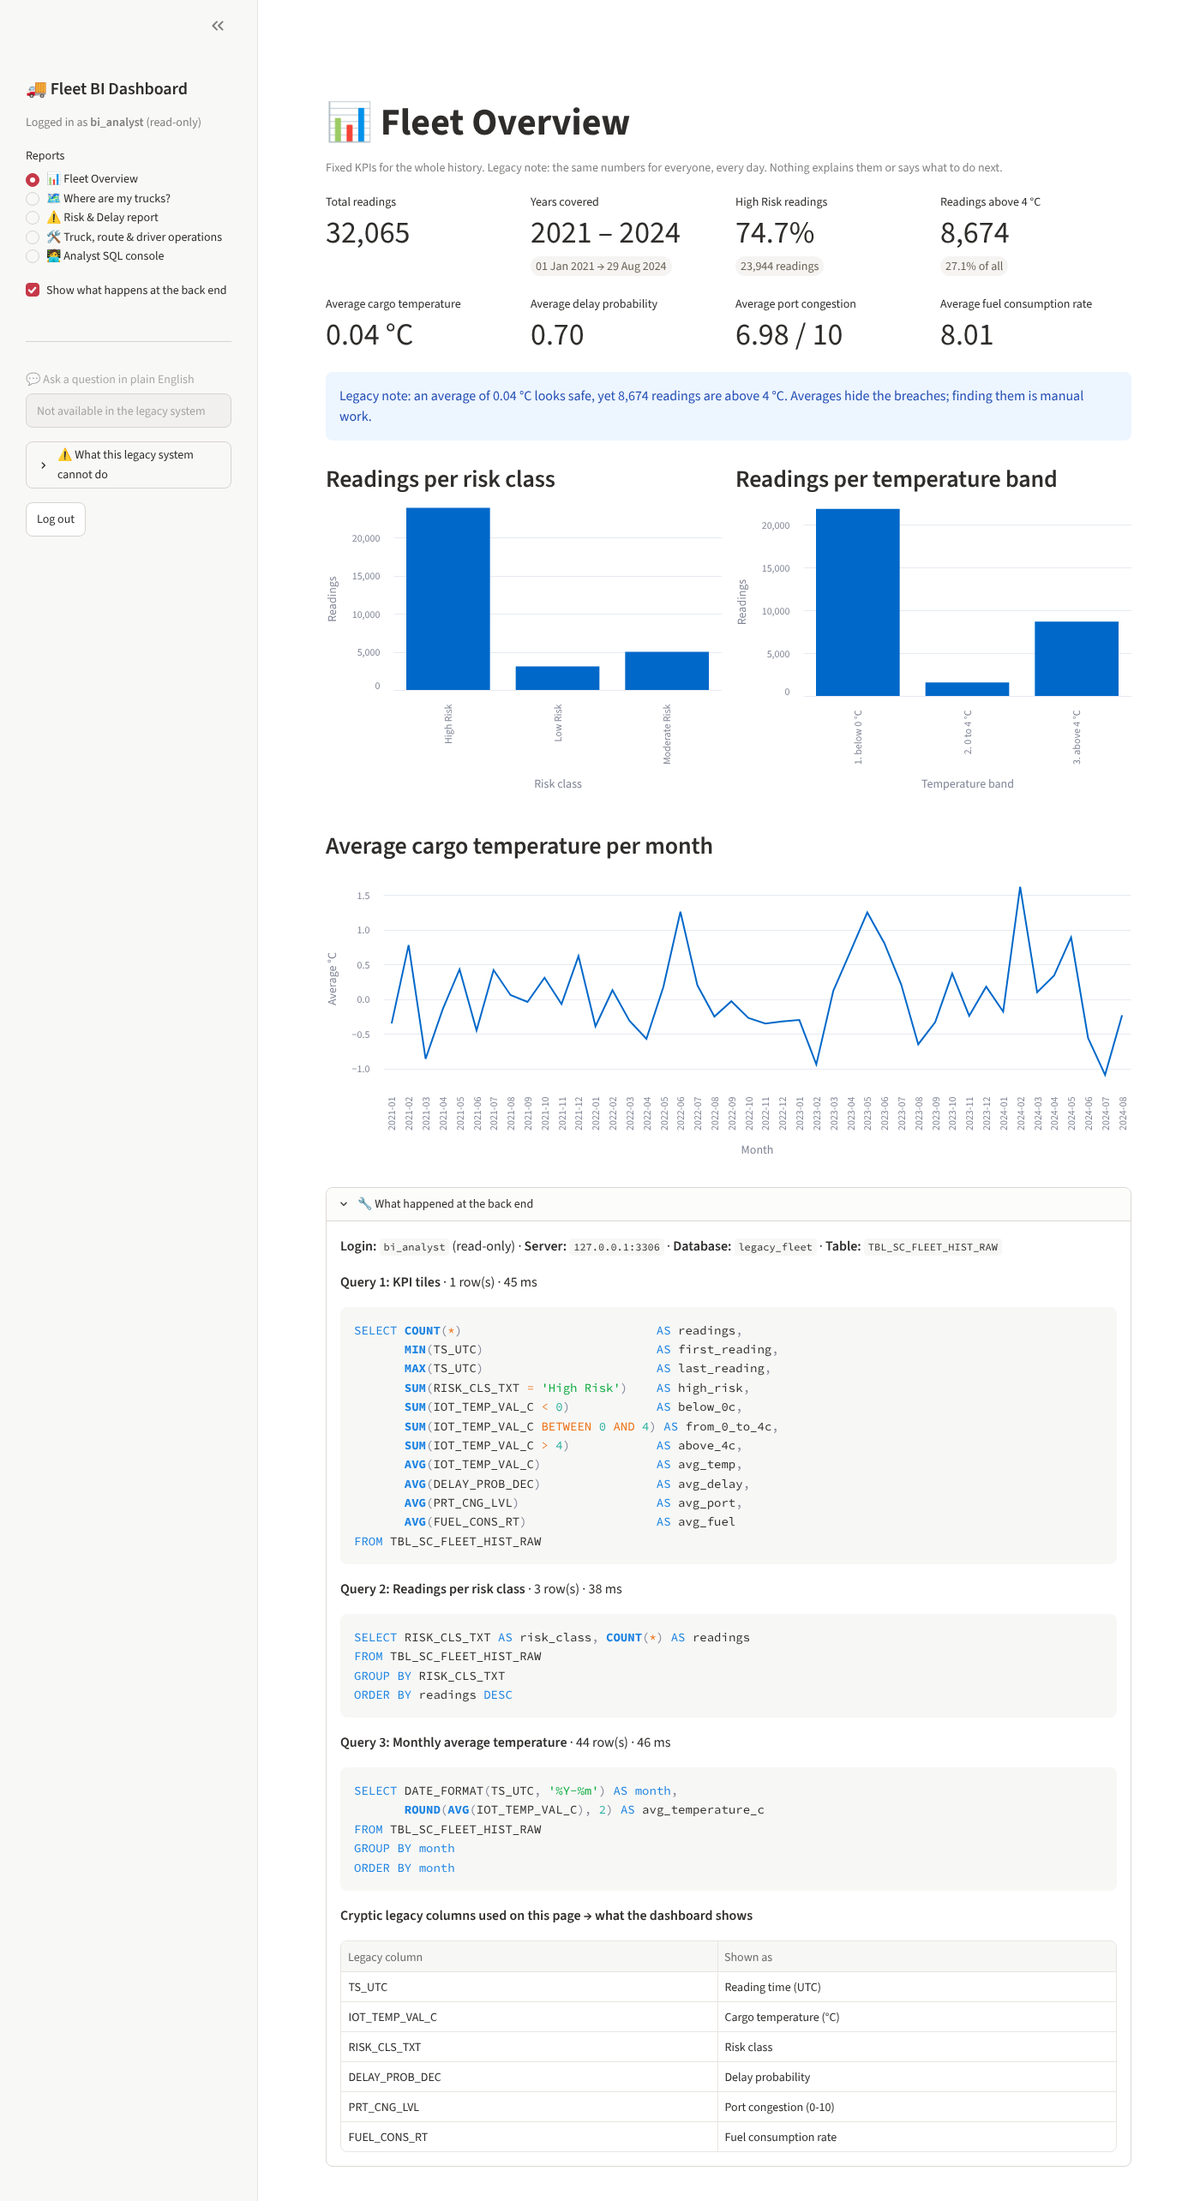 🚚 Fleet BI Dashboard
Logged in as bi_analyst (read-only)
Reports
📊 Fleet Overview
🗺️ Where are my trucks?
⚠️ Risk & Delay report
🛠️ Truck, route & driver operations
🧑‍💻 Analyst SQL console
Show what happens at the back end
💬 Ask a question in plain English
Not available in the legacy system
⚠️ What this legacy system
cannot do
Log out
📊 Fleet Overview
Fixed KPIs for the whole history. Legacy note: the same numbers for everyone, every day. Nothing explains them or says what to do next.
Total readings
32,065
Years covered
2021 – 2024
01 Jan 2021 → 29 Aug 2024
High Risk readings
74.7%
23,944 readings
Readings above 4 °C
8,674
27.1% of all
Average cargo temperature
0.04 °C
Average delay probability
0.70
Average port congestion
6.98 / 10
Average fuel consumption rate
8.01
Legacy note: an average of 0.04 °C looks safe, yet 8,674 readings are above 4 °C. Averages hide the breaches; finding them is manual
work.
Readings per risk class
Readings
20,000
15,000
10,000
5,000
0
High Risk
Low Risk
Moderate Risk
Risk class
Readings per temperature band
Readings
20,000
15,000
10,000
5,000
0
1. below 0 °C
2. 0 to 4 °C
3. above 4 °C
Temperature band
Average cargo temperature per month
Average °C
1.5
1.0
0.5
0.0
−0.5
−1.0
2021-01
2021-02
2021-03
2021-04
2021-05
2021-06
2021-07
2021-08
2021-09
2021-10
2021-11
2021-12
2022-01
2022-02
2022-03
2022-04
2022-05
2022-06
2022-07
2022-08
2022-09
2022-10
2022-11
2022-12
2023-01
2023-02
2023-03
2023-04
2023-05
2023-06
2023-07
2023-08
2023-09
2023-10
2023-11
2023-12
2024-01
2024-02
2024-03
2024-04
2024-05
2024-06
2024-07
2024-08
Month
🔧 What happened at the back end
Login: bi_analyst (read-only) · Server: 127.0.0.1:3306 · Database: legacy_fleet · Table: TBL_SC_FLEET_HIST_RAW
Query 1: KPI tiles · 1 row(s) · 45 ms
SELECT COUNT(*)                           AS readings,
       MIN(TS_UTC)                        AS first_reading,
       MAX(TS_UTC)                        AS last_reading,
       SUM(RISK_CLS_TXT = 'High Risk')    AS high_risk,
       SUM(IOT_TEMP_VAL_C < 0)            AS below_0c,
       SUM(IOT_TEMP_VAL_C BETWEEN 0 AND 4) AS from_0_to_4c,
       SUM(IOT_TEMP_VAL_C > 4)            AS above_4c,
       AVG(IOT_TEMP_VAL_C)                AS avg_temp,
       AVG(DELAY_PROB_DEC)                AS avg_delay,
       AVG(PRT_CNG_LVL)                   AS avg_port,
       AVG(FUEL_CONS_RT)                  AS avg_fuel
FROM TBL_SC_FLEET_HIST_RAW
Query 2: Readings per risk class · 3 row(s) · 38 ms
SELECT RISK_CLS_TXT AS risk_class, COUNT(*) AS readings
FROM TBL_SC_FLEET_HIST_RAW
GROUP BY RISK_CLS_TXT
ORDER BY readings DESC
Query 3: Monthly average temperature · 44 row(s) · 46 ms
SELECT DATE_FORMAT(TS_UTC, '%Y-%m') AS month,
       ROUND(AVG(IOT_TEMP_VAL_C), 2) AS avg_temperature_c
FROM TBL_SC_FLEET_HIST_RAW
GROUP BY month
ORDER BY month
Cryptic legacy columns used on this page → what the dashboard shows
Legacy column	Shown as
TS_UTC	Reading time (UTC)
IOT_TEMP_VAL_C	Cargo temperature (°C)
RISK_CLS_TXT	Risk class
DELAY_PROB_DEC	Delay probability
PRT_CNG_LVL	Port congestion (0-10)
FUEL_CONS_RT	Fuel consumption rate